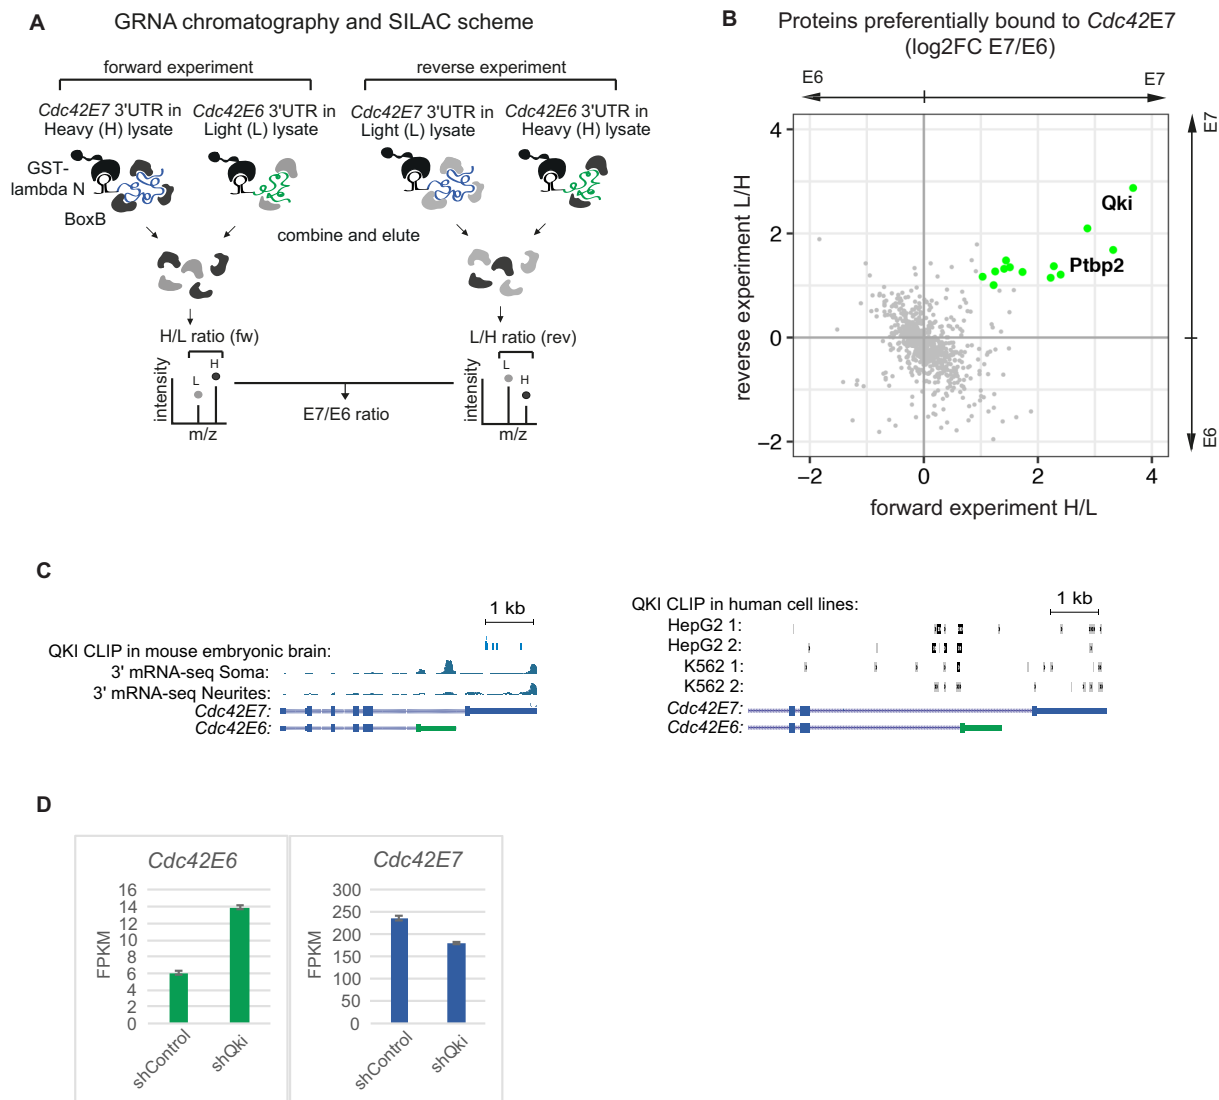 A
GRNA chromatography and SILAC scheme
forward experiment
reverse experiment
Cdc42E7 3'UTR in
Heavy (H) lysate
Cdc42E6 3'UTR in
Light (L) lysate
Cdc42E7 3'UTR in
Light (L) lysate
Cdc42E6 3'UTR in
Heavy (H) lysate
GST-
lambda N
BoxB
combine and elute
H/L ratio (fw)
L/H ratio (rev)
intensity
L
H
m/z
E7/E6 ratio
intensity
L
H
m/z
B
Proteins preferentially bound to Cdc42E7
(log2FC E7/E6)
E6
E7
reverse experiment L/H
4
2
0
−2
Qki
Ptbp2
E7
E6
−2
0
2
4
forward experiment H/L
C
1 kb
QKI CLIP in mouse embryonic brain:
3' mRNA-seq Soma:
3' mRNA-seq Neurites:
Cdc42E7:
Cdc42E6:
QKI CLIP in human cell lines:
1 kb
HepG2 1:
HepG2 2:
K562 1:
K562 2:
Cdc42E7:
Cdc42E6:
D
Cdc42E6
FPKM
16
14
12
10
8
6
4
2
0
shControl
shQki
Cdc42E7
FPKM
300
250
200
150
100
50
0
shControl
shQki